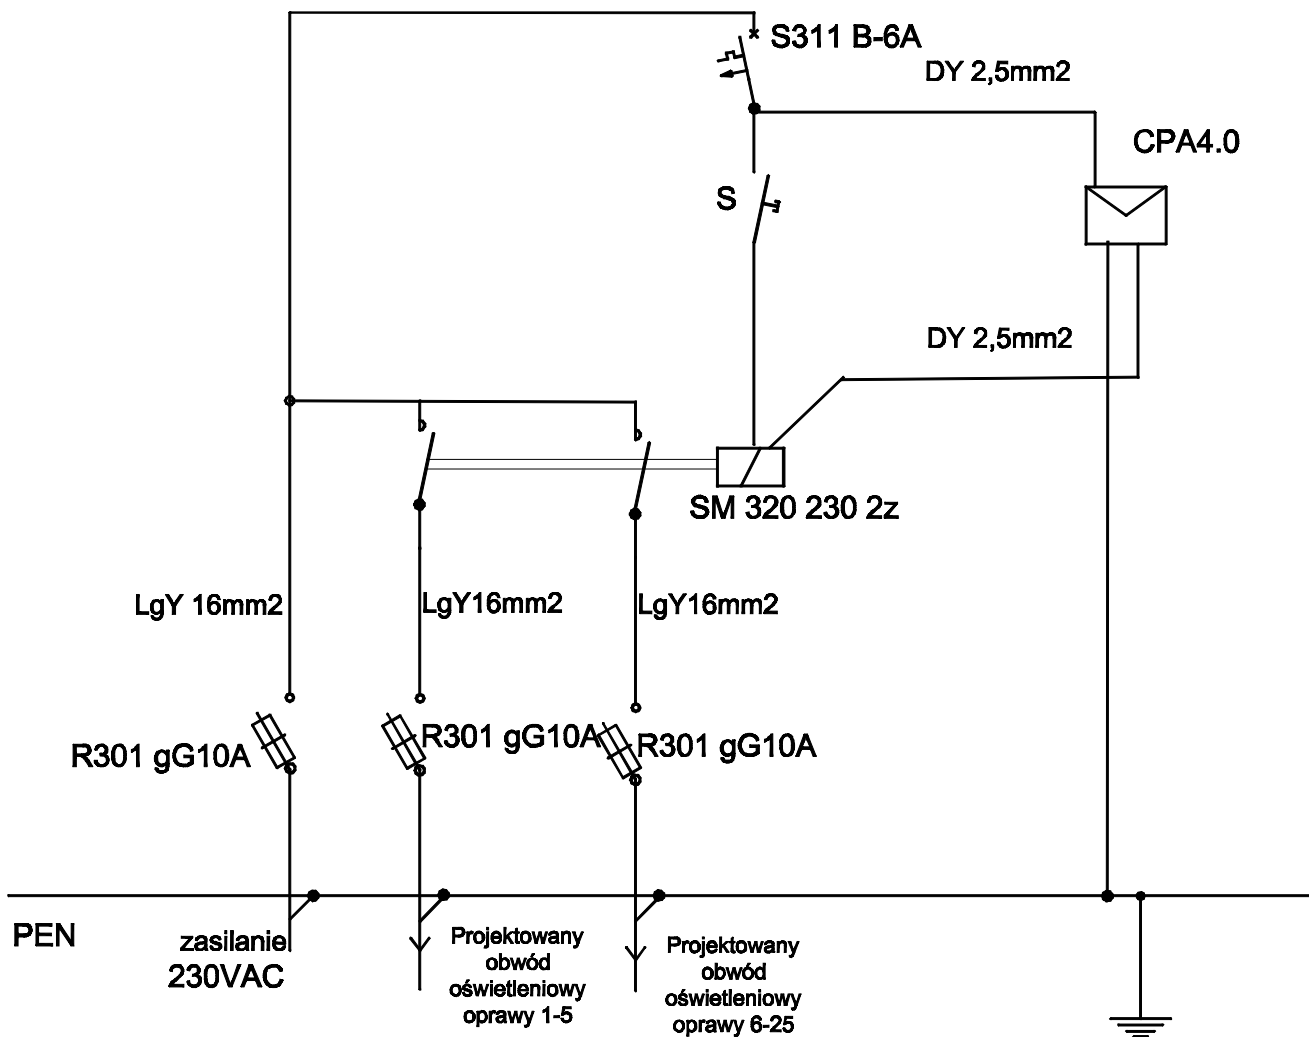 S311 B-6A
DY 2,5mm2
CPA4.0
S
DY 2,5mm2
SM 320 230 2z
LgY 16mm2
LgY16mm2
LgY16mm2
R301 gG10A
R301 gG10A
R301 gG10A
PEN
zasilanie
230VAC
Projektowany
obwód
oświetleniowy
oprawy 1-5
Projektowany
obwód
oświetleniowy
oprawy 6-25